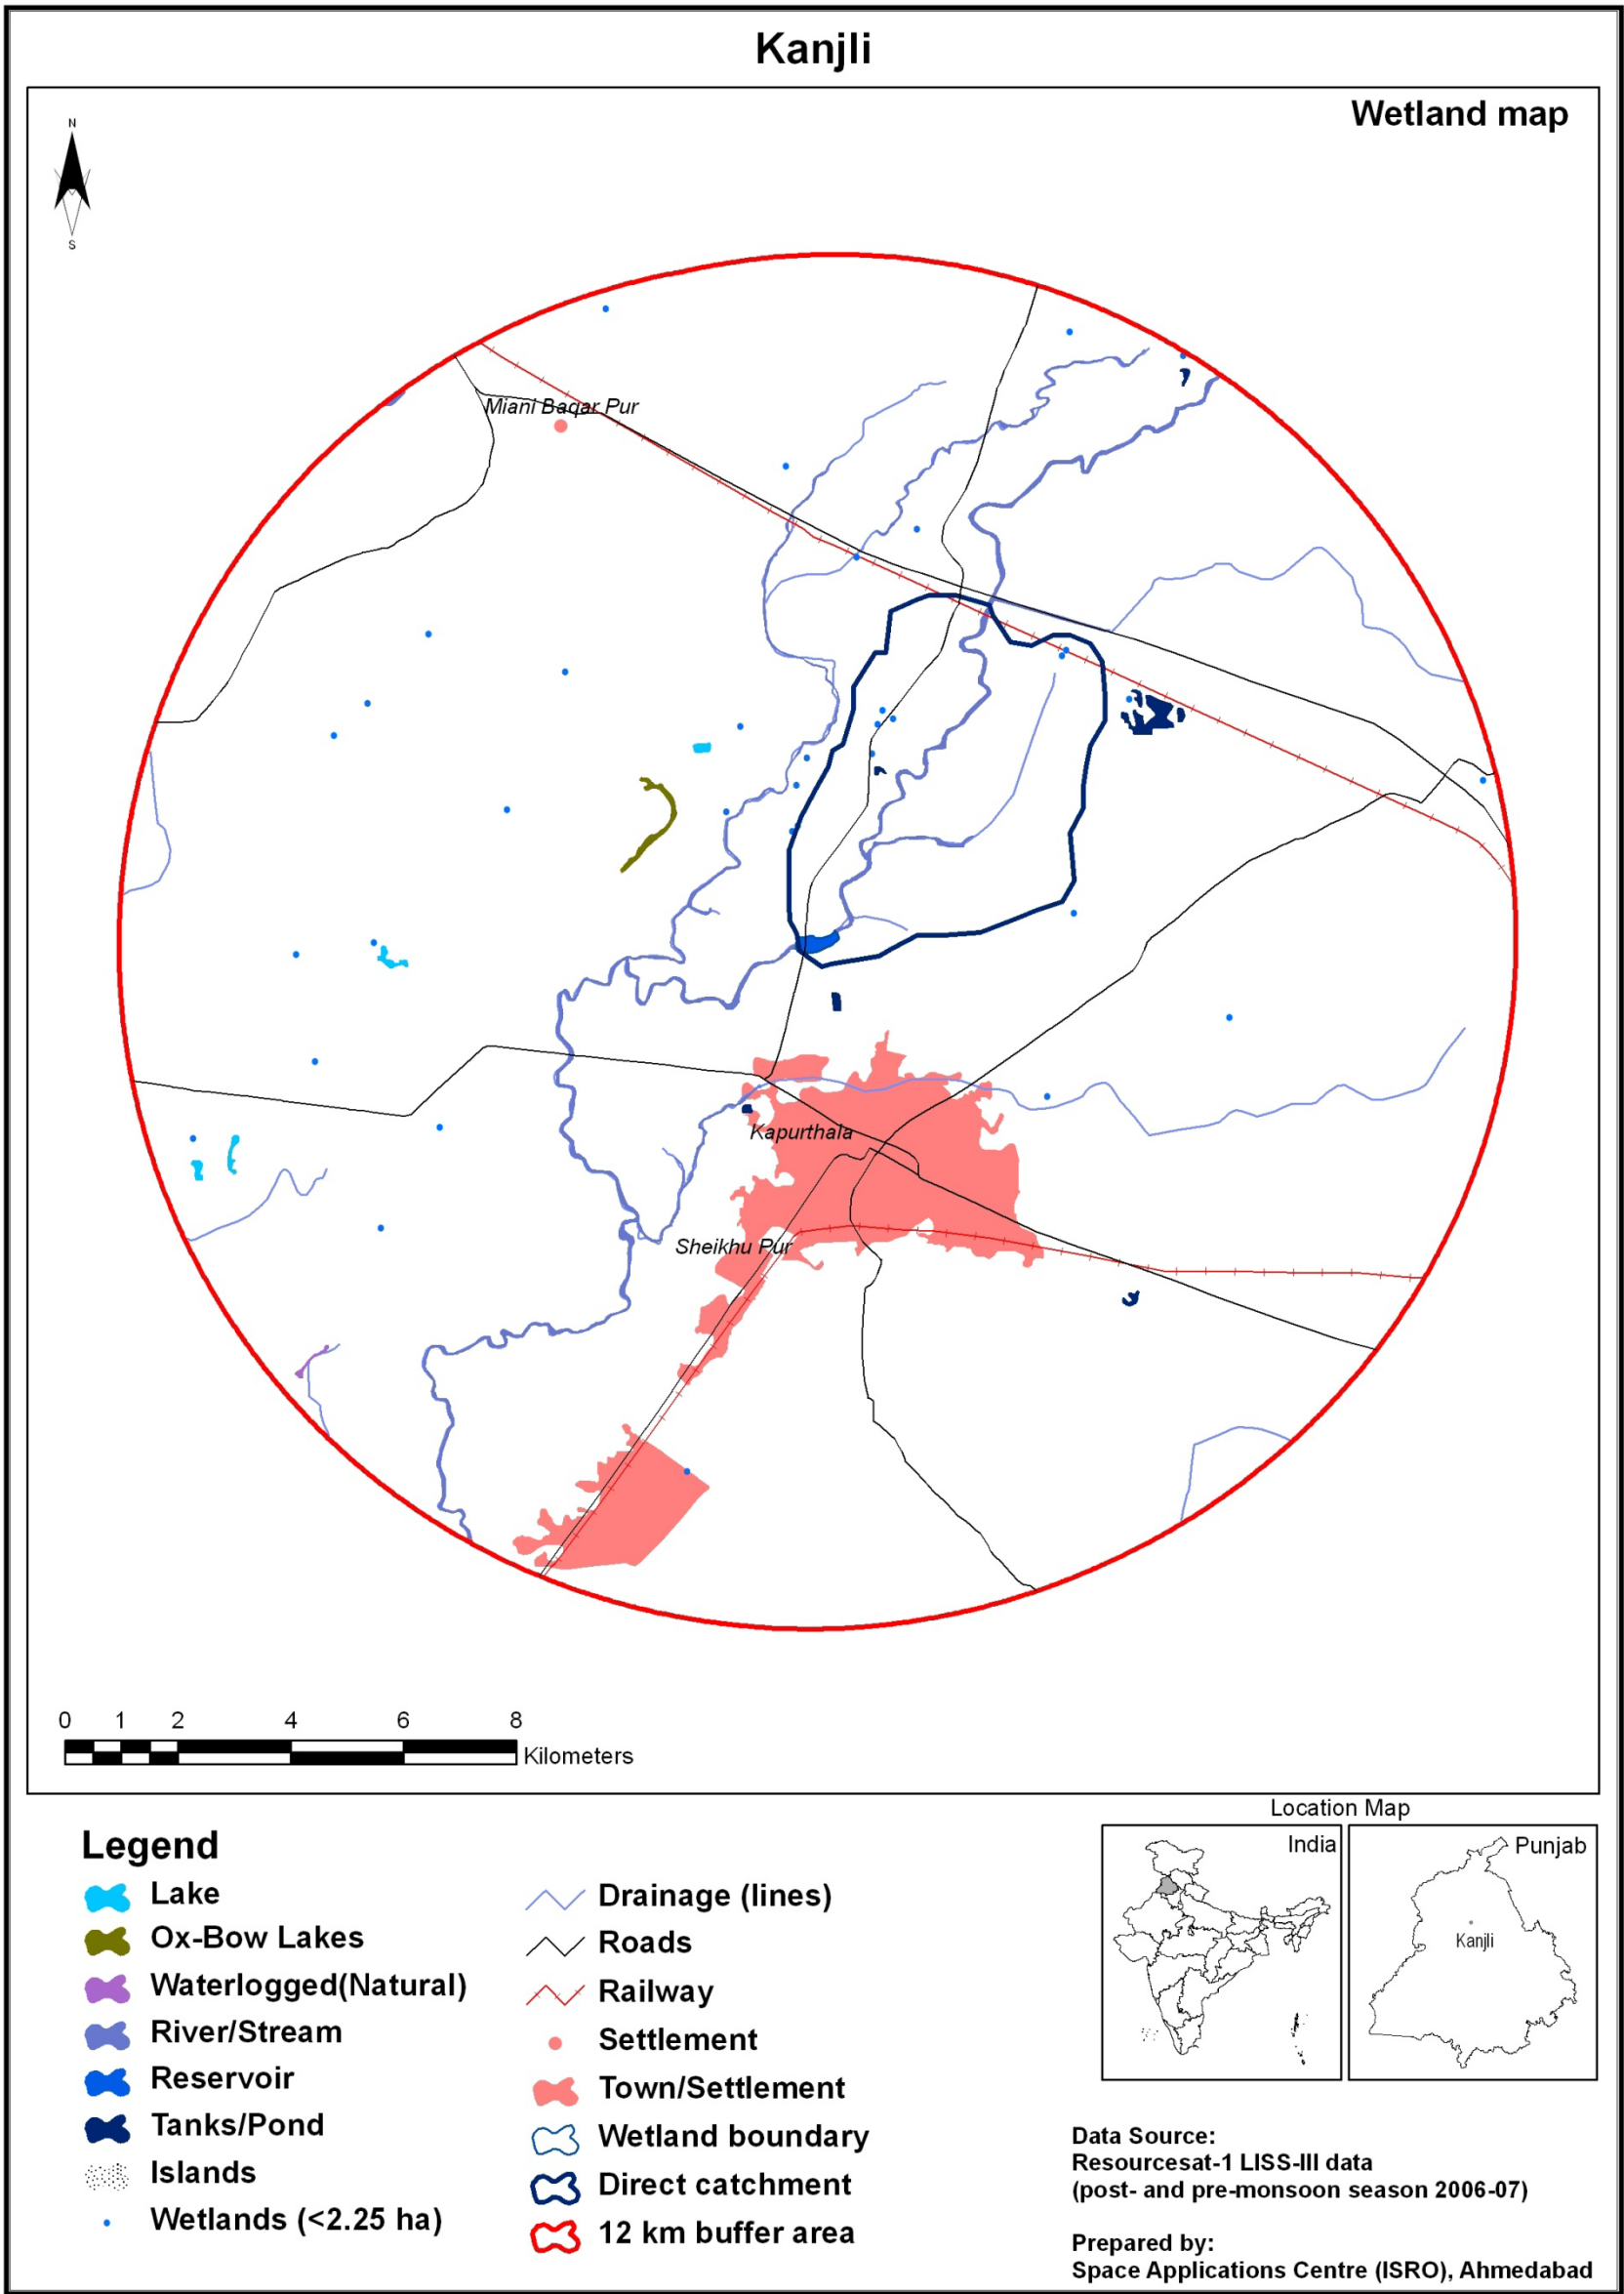 Kanjli
Wetland map
N
S
Miani Baqar Pur
Kapurthala
Sheikhu Pur
0 1 2 4 6 8
Kilometers
Location Map
India
Punjab
Kanjli
Legend
Lake
Ox-Bow Lakes
Waterlogged(Natural)
River/Stream
Reservoir
Tanks/Pond
Islands
Wetlands (<2.25 ha)
Drainage (lines)
Roads
Railway
Settlement
Town/Settlement
Wetland boundary
Direct catchment
12 km buffer area
Data Source:
Resourcesat-1 LISS-III data
(post- and pre-monsoon season 2006-07)
Prepared by:
Space Applications Centre (ISRO), Ahmedabad